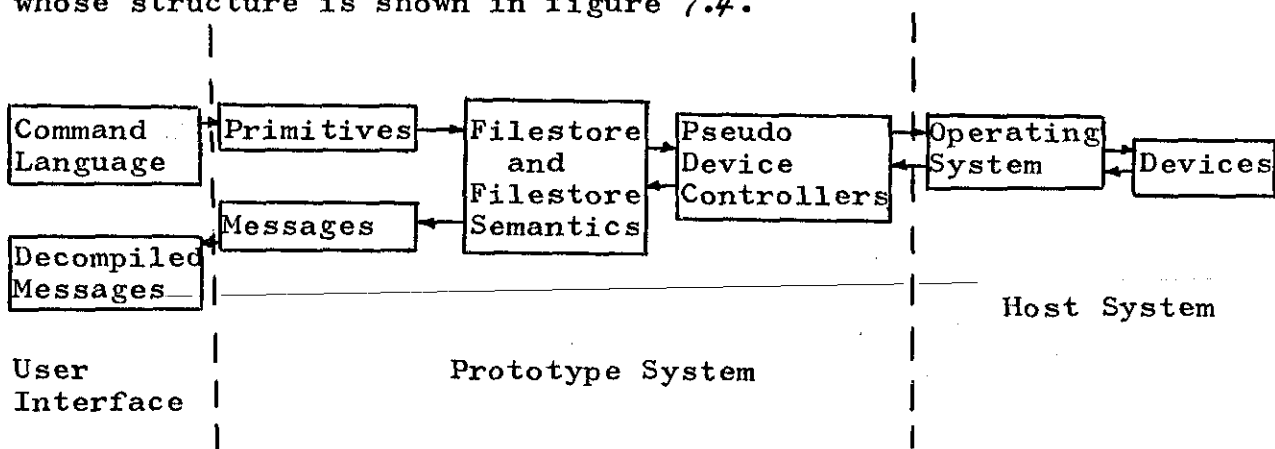 whose structure is shown in figure 7.4.
Command
Language
Primitives
Filestore
and
Filestore
Semantics
Pseudo
Device
Controllers
Operating
System
Devices
Messages
Decompiled
Messages
Host System
User
Interface
Prototype System